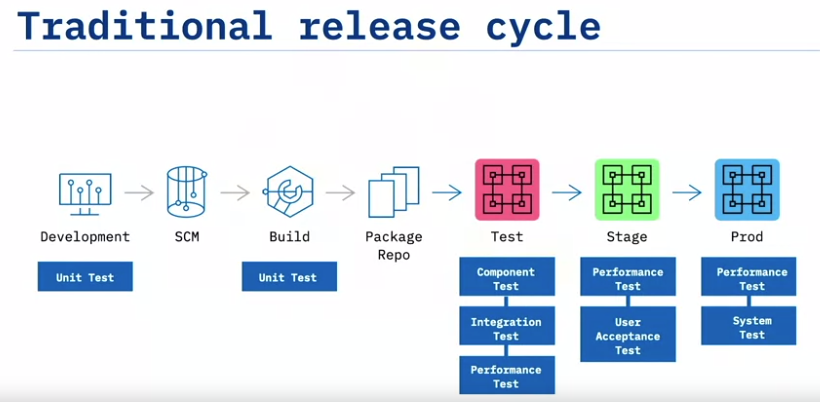 Traditional release cycle
Development
SCM
Build
Package
Repo
Test
Stage
Prod
Unit Test
Unit Test
Component
Test
Integration
Test
Performance
Test
Performance
Test
User
Acceptance
Test
Performance
Test
System
Test